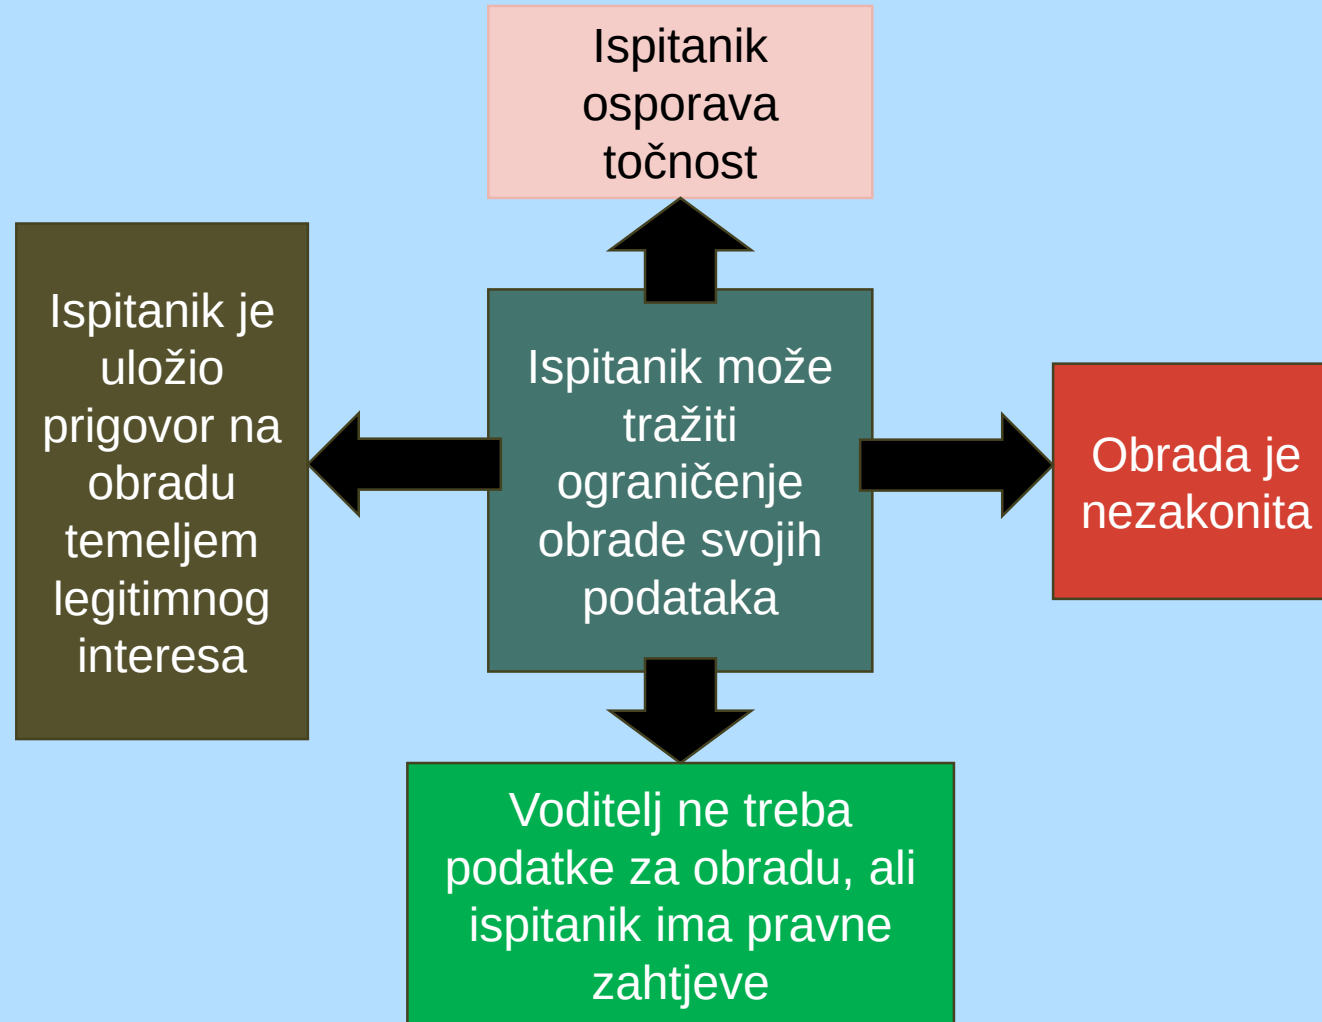 Ispitanik
osporava
točnost
Ispitanik je
uložio
prigovor na
obradu
temeljem
legitimnog
interesa
Ispitanik može
tražiti
ograničenje
obrade svojih
podataka
Obrada je
nezakonita
Voditelj ne treba
podatke za obradu, ali
ispitanik ima pravne
zahtjeve